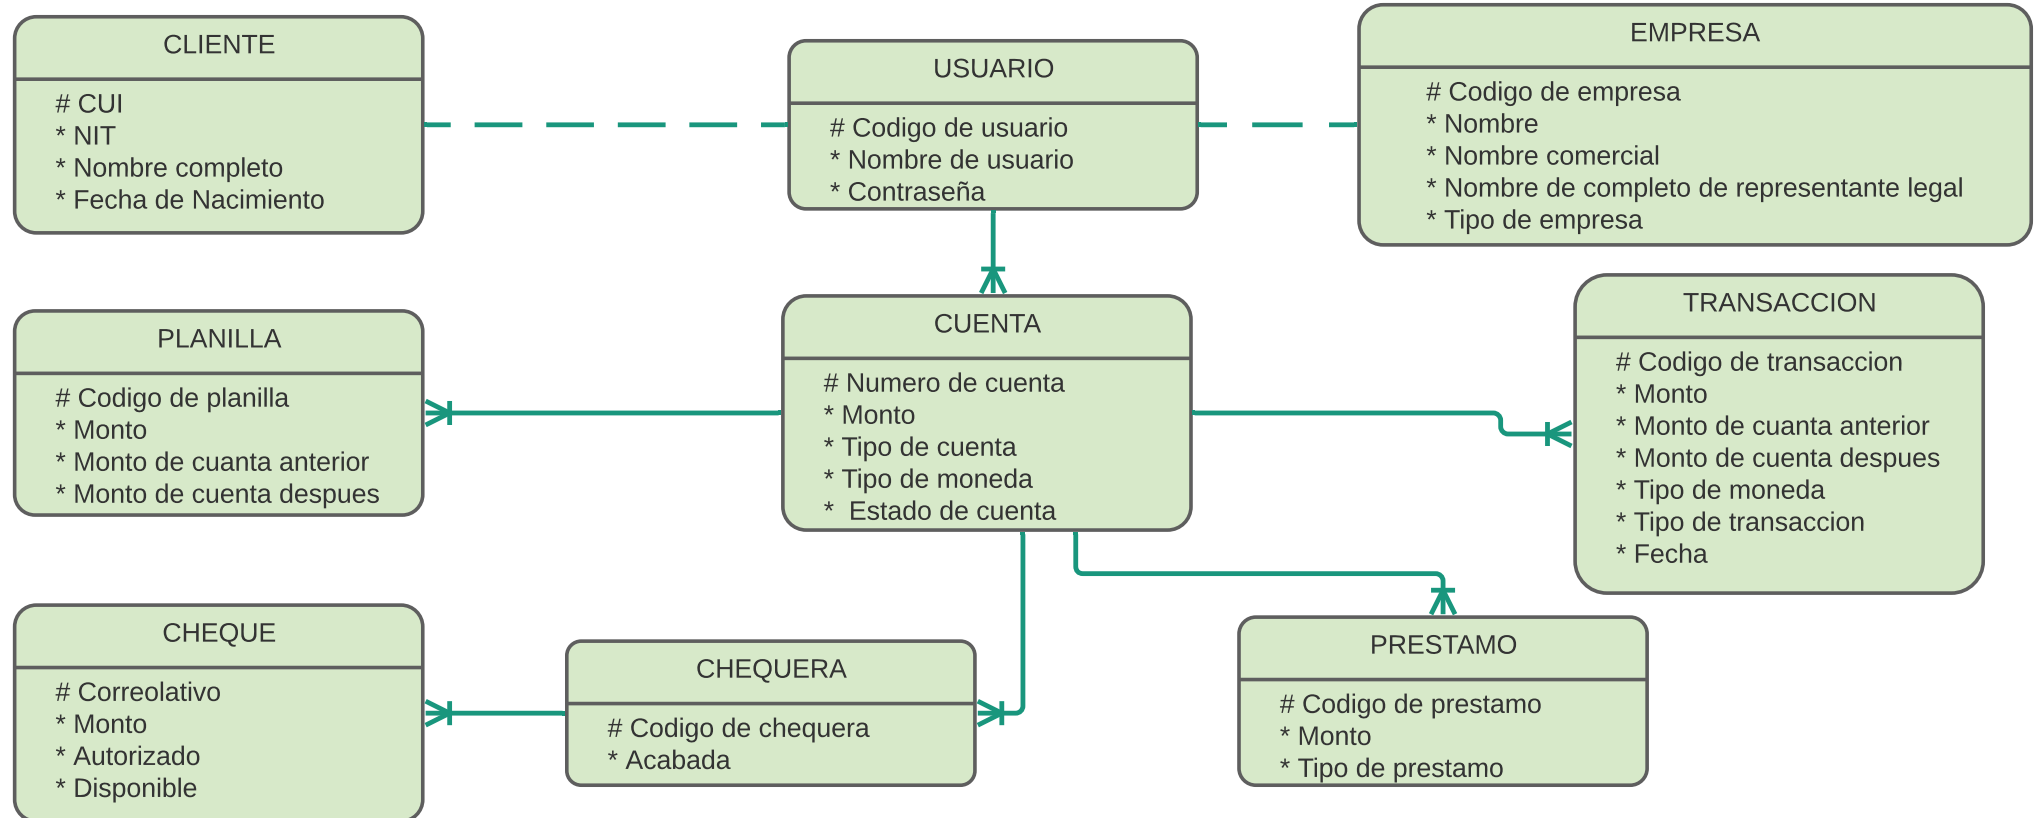 CLIENTE
# CUI
* NIT
* Nombre completo
* Fecha de Nacimiento
USUARIO
# Codigo de usuario
* Nombre de usuario
* Contraseña
EMPRESA
# Codigo de empresa
* Nombre
* Nombre comercial
* Nombre de completo de representante legal
* Tipo de empresa
PLANILLA
# Codigo de planilla
* Monto
* Monto de cuanta anterior
* Monto de cuenta despues
CUENTA
# Numero de cuenta
* Monto
* Tipo de cuenta
* Tipo de moneda
*  Estado de cuenta
TRANSACCION
# Codigo de transaccion
* Monto
* Monto de cuanta anterior
* Monto de cuenta despues
* Tipo de moneda
* Tipo de transaccion
* Fecha
CHEQUE
# Correolativo
* Monto
* Autorizado
* Disponible
CHEQUERA
# Codigo de chequera
* Acabada
PRESTAMO
# Codigo de prestamo
* Monto
* Tipo de prestamo